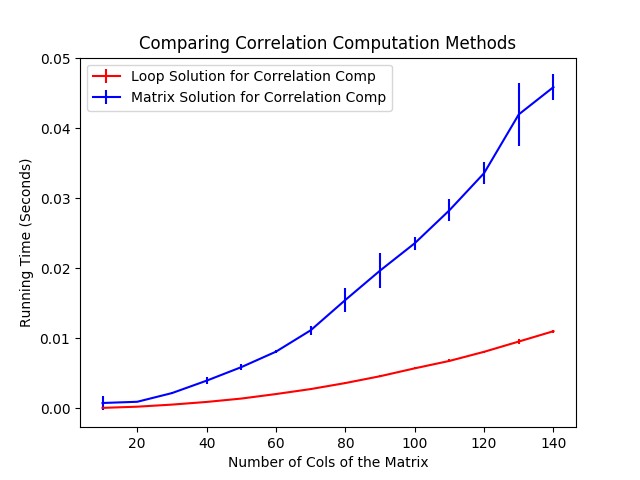 Comparing Correlation Computation Methods
Loop Solution for Correlation Comp
Matrix Solution for Correlation Comp
0.05
0.04
0.03
0.02
0.01
0.00
Running Time (Seconds)
20 40 60 80 100 120 140
Number of Cols of the Matrix